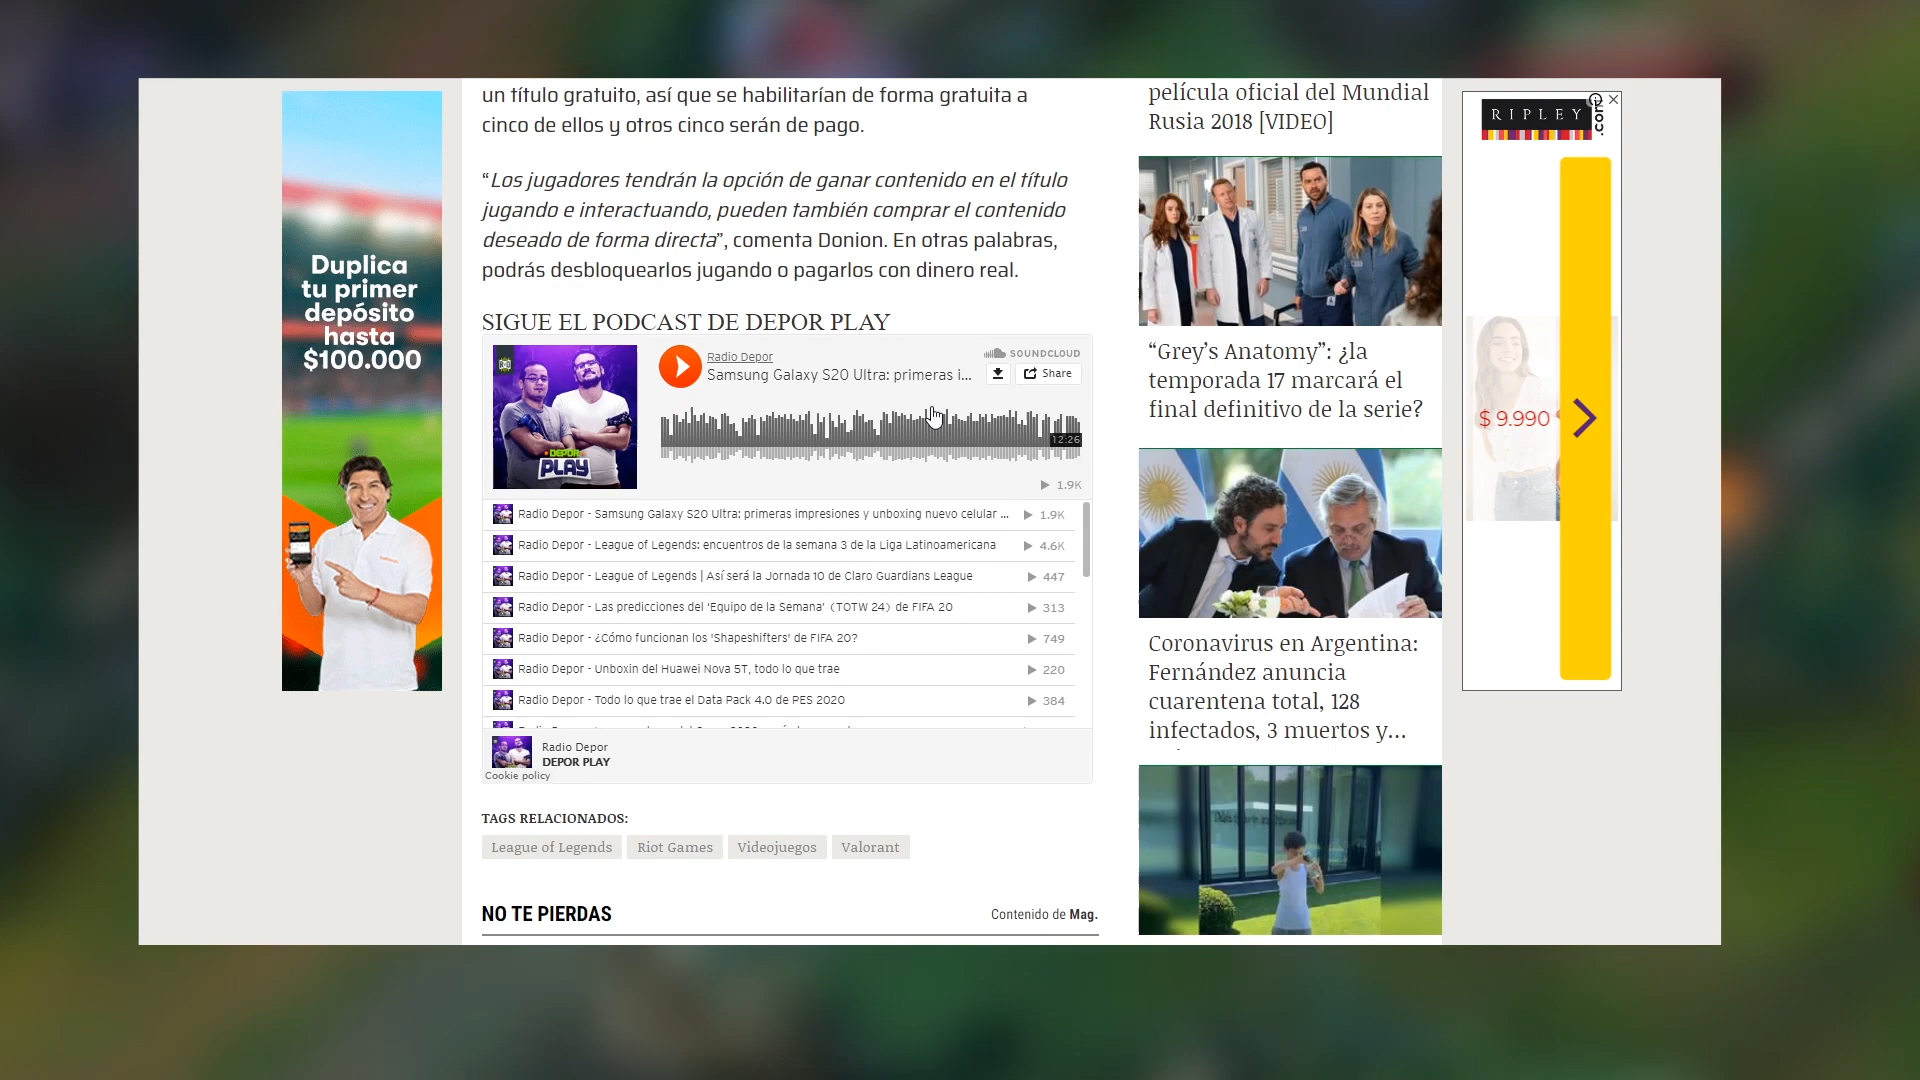 un título gratuito, así que se habilitarían de forma gratuita a
cinco de ellos y otros cinco serán de pago.
“Los jugadores tendrán la opción de ganar contenido en el título
jugando e interactuando, pueden también comprar el contenido
deseado de forma directa”, comenta Donion. En otras palabras,
podrás desbloquearlos jugando o pagarlos con dinero real.
SIGUE EL PODCAST DE DEPOR PLAY
Radio Depor
Samsung Galaxy S20 Ultra: primeras i...
SOUNDCLOUD
Share
DEPOR
PLAY
12:26
1.9K
Radio Depor - Samsung Galaxy S20 Ultra: primeras impresiones y unboxing nuevo celular ... 1.9K
Radio Depor - League of Legends: encuentros de la semana 3 de la Liga Latinoamericana 4.6K
Radio Depor - League of Legends | Así será la Jornada 10 de Claro Guardians League 447
Radio Depor - Las predicciones del ‘Equipo de la Semana’ (TOTW 24) de FIFA 20 313
Radio Depor - ¿Cómo funcionan los 'Shapeshifters' de FIFA 20? 749
Radio Depor - Unboxin del Huawei Nova 5T, todo lo que trae 220
Radio Depor - Todo lo que trae el Data Pack 4.0 de PES 2020 384
Radio Depor
DEPOR PLAY
Cookie policy
TAGS RELACIONADOS:
League of Legends Riot Games Videojuegos Valorant
NO TE PIERDAS
Contenido de Mag.
Duplica
tu primer
depósito
hasta
$100.000
película oficial del Mundial
Rusia 2018 [VIDEO]
“Grey’s Anatomy”: ¿la
temporada 17 marcará el
final definitivo de la serie?
Coronavirus en Argentina:
Fernández anuncia
cuarentena total, 128
infectados, 3 muertos y...
RIPLEY
.com
$ 9.990